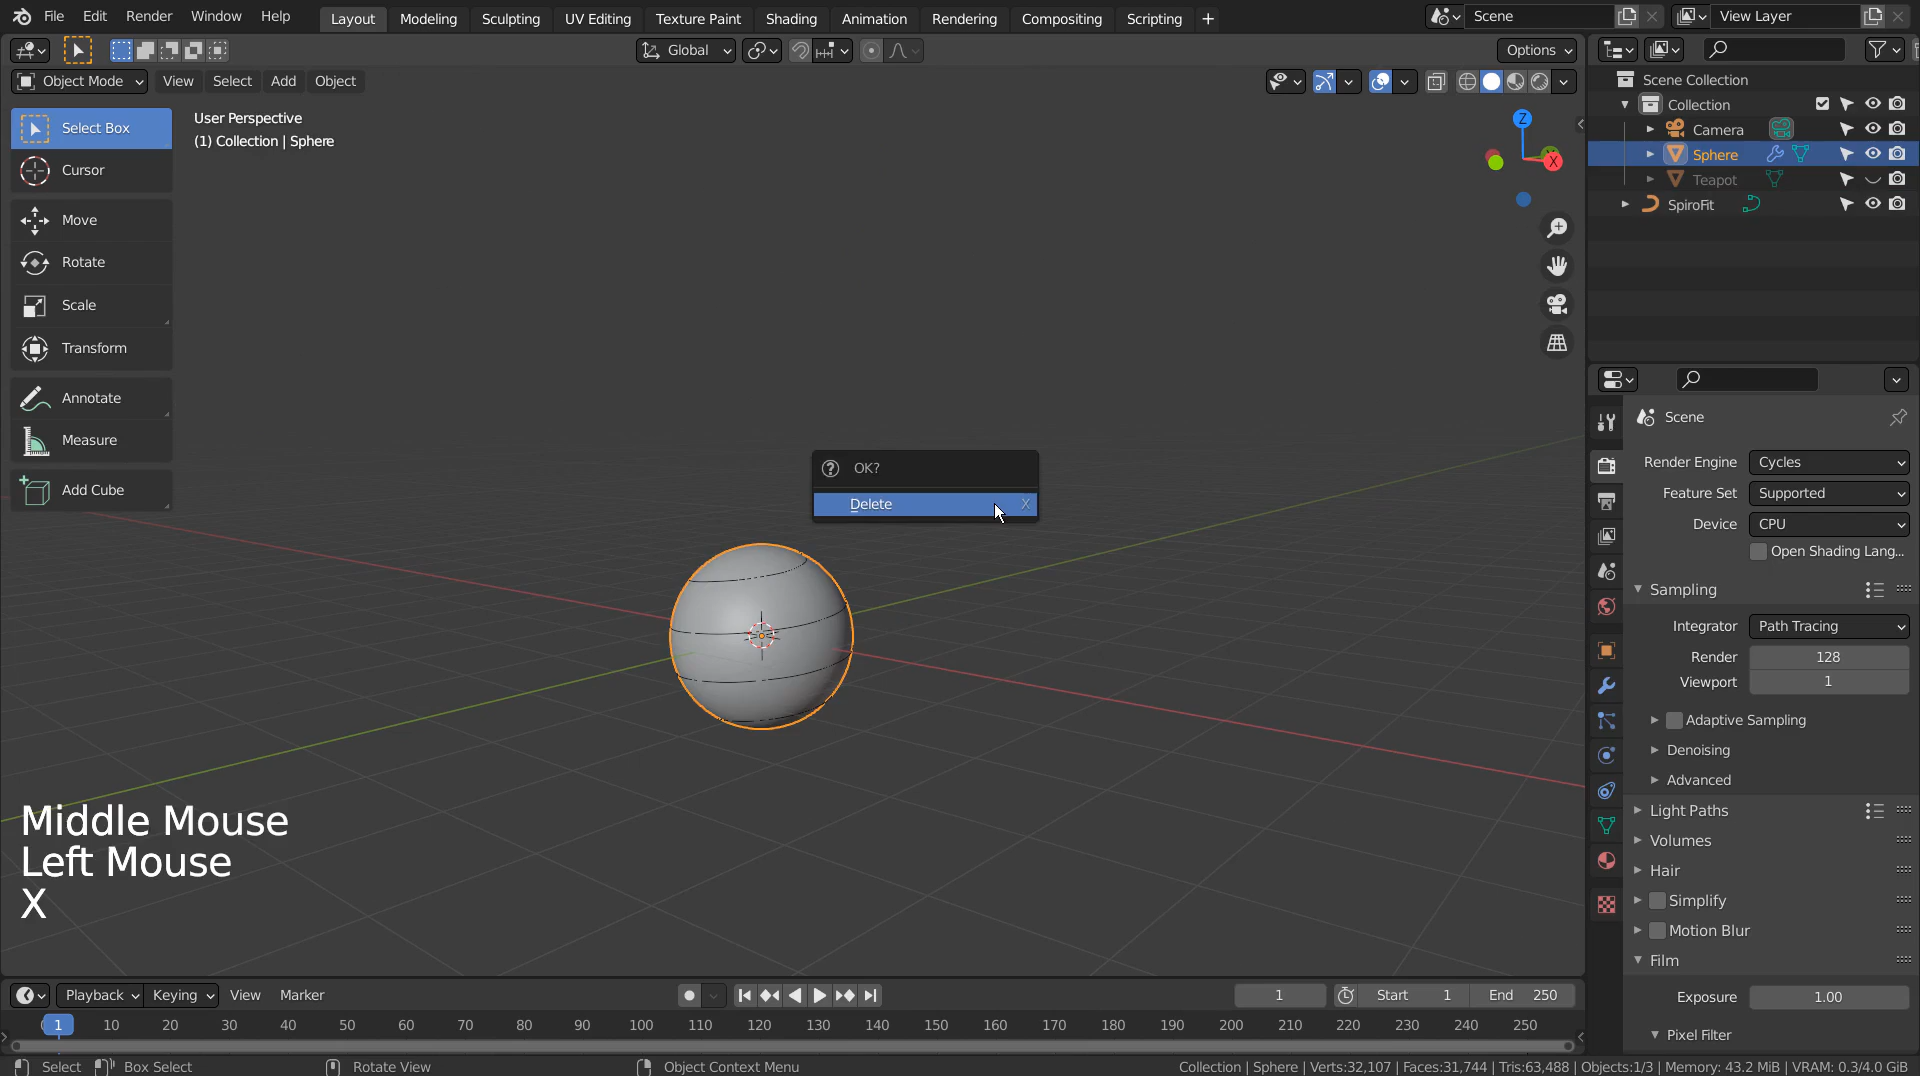 File Edit Render Window Help Layout Modeling Sculpting UV Editing Texture Paint Shading Animation Rendering Compositing Scripting + Scene View Layer
Global Options
Object Mode View Select Add Object
Select Box
Cursor
Move
Rotate
Scale
Transform
Annotate
Measure
Add Cube
User Perspective
(1) Collection | Sphere
Z
X
OK?
Delete X
Middle Mouse
Left Mouse
X
Scene Collection
Collection
Camera
Sphere
Teapot
SpiroFit
Scene
Render Engine Cycles
Feature Set Supported
Device CPU
Open Shading Lang...
Sampling
Integrator Path Tracing
Render 128
Viewport 1
Adaptive Sampling
Denoising
Advanced
Light Paths
Volumes
Hair
Simplify
Motion Blur
Film
Exposure 1.00
Pixel Filter
Playback Keying View Marker 1 Start 1 End 250
1 10 20 30 40 50 60 70 80 90 100 110 120 130 140 150 160 170 180 190 200 210 220 230 240 250
Select Box Select Rotate View Object Context Menu Collection | Sphere | Verts:32,107 | Faces:31,744 | Tris:63,488 | Objects:1/3 | Memory: 43.2 MiB | VRAM: 0.3/4.0 GiB